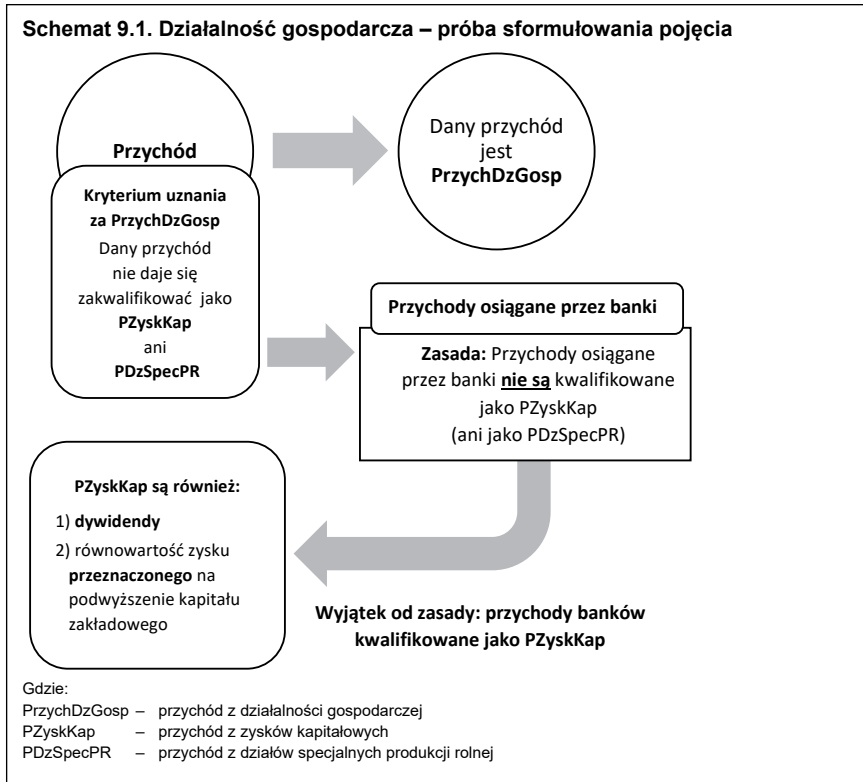 Schemat 9.1. Działalność gospodarcza – próba sformułowania pojęcia
Przychód
Dany przychód
jest
PrzychDzGosp
Kryterium uznania
za PrzychDzGosp
Dany przychód
nie daje się
zakwalifikować jako
PZyskKap
ani
PDzSpecPR
Przychody osiągane przez banki
Zasada: Przychody osiągane
przez banki nie są kwalifikowane
jako PZyskKap
(ani jako PDzSpecPR)
PZyskKap są również:
1) dywidendy
2) równowartość zysku
przeznaczonego na
podwyższenie kapitału
zakładowego
Wyjątek od zasady: przychody banków
kwalifikowane jako PZyskKap
Gdzie:
PrzychDzGosp – przychód z działalności gospodarczej
PZyskKap – przychód z zysków kapitałowych
PDzSpecPR – przychód z działów specjalnych produkcji rolnej